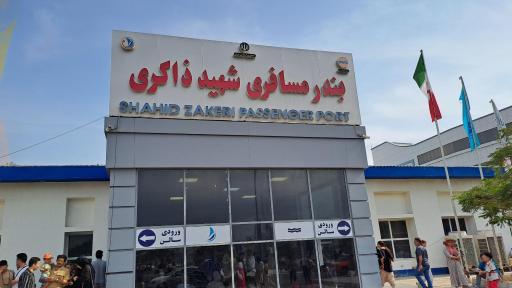 بندر مسافری شهید ذاکری
SHAHID ZAKERI PASSENGER PORT
ورودی
سالن
ورودی
سالن